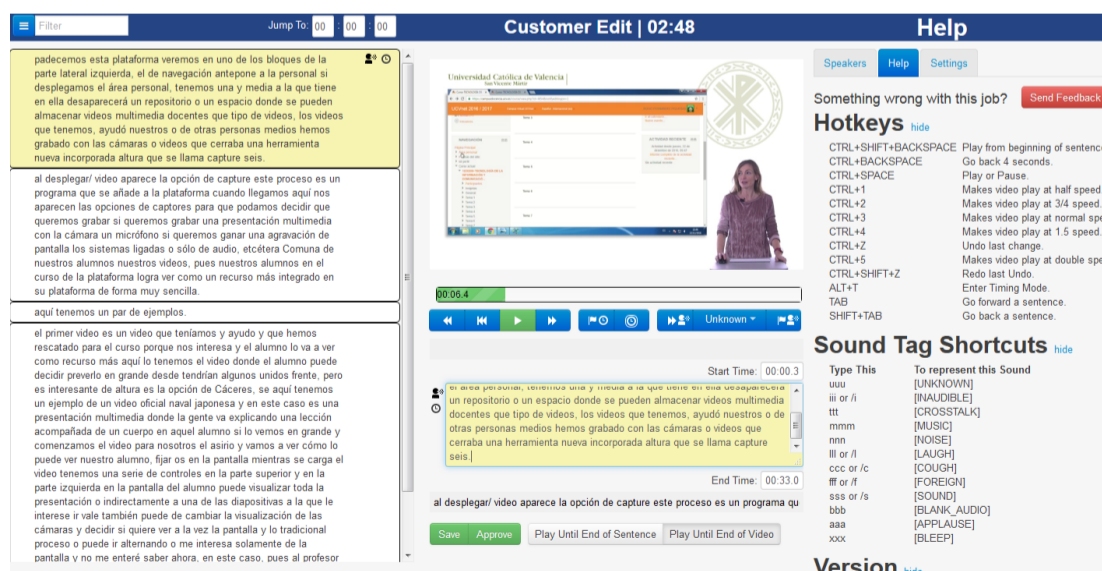 Filter
Jump To: 00 : 00 : 00
Customer Edit | 02:48
Help
padecemos esta plataforma veremos en uno de los bloques de la
parte lateral izquierda, el de navegación antepone a la personal si
desplegamos el área personal, tenemos una y media a la que tiene
en ella desaparecerá un repositorio o un espacio donde se pueden
almacenar videos multimedia docentes que tipo de videos, los videos
que tenemos, ayudó nuestros o de otras personas medios hemos
grabado con las cámaras o videos que cerraba una herramienta
nueva incorporada altura que se llama capture seis.
al desplegar/ video aparece la opción de capture este proceso es un
programa que se añade a la plataforma cuando llegamos aquí nos
aparecen las opciones de captores para que podamos decidir que
queremos grabar si queremos grabar una presentación multimedia
con la cámara un micrófono si queremos ganar una agravación de
pantalla los sistemas ligadas o sólo de audio, etcétera Comuna de
nuestros alumnos nuestros videos, pues nuestros alumnos en el
curso de la plataforma logra ver como un recurso más integrado en
su plataforma de forma muy sencilla.
aquí tenemos un par de ejemplos.
el primer video es un video que teníamos y ayudo y que hemos
rescatado para el curso porque nos interesa y el alumno lo va a ver
como recurso más aquí lo tenemos el video donde el alumno puede
decidir preverlo en grande desde tendrían algunos unidos frente, pero
es interesante de altura es la opción de Cáceres, se aquí tenemos
un ejemplo de un video oficial naval japonesa y en este caso es una
presentación multimedia donde la gente va explicando una lección
acompañada de un cuerpo en aquel alumno si lo vemos en grande y
comenzamos el video para nosotros el asirio y vamos a ver cómo lo
puede ver nuestro alumno, fijar os en la pantalla mientras se carga el
video tenemos una serie de controles en la parte superior y en la
parte izquierda en la pantalla del alumno puede visualizar toda la
presentación o indirectamente a una de las diapositivas a la que le
interese ir vale también puede de cambiar la visualización de las
cámaras y decidir si quiere ver a la vez la pantalla y lo tradicional
proceso o puede ir alternando o me interesa solamente de la
pantalla y no me enteré saber ahora, en este caso, pues al profesor
Universidad Católica de Valencia
San Vicente Mártir
00:06.4
Unknown
Start Time: 00:00.3
el área personal, tenemos una y media a la que tiene en ella desaparecerá
un repositorio o un espacio donde se pueden almacenar videos multimedia
docentes que tipo de videos, los videos que tenemos, ayudó nuestros o de
otras personas medios hemos grabado con las cámaras o videos que
cerraba una herramienta nueva incorporada altura que se llama capture
seis.
End Time: 00:33.0
al desplegar/ video aparece la opción de capture este proceso es un programa qu
Save Approve Play Until End of Sentence Play Until End of Video
Speakers Help Settings
Something wrong with this job? Send Feedback
Hotkeys hide
CTRL+SHIFT+BACKSPACE Play from beginning of sentenc
CTRL+BACKSPACE Go back 4 seconds.
CTRL+SPACE Play or Pause.
CTRL+1 Makes video play at half speed.
CTRL+2 Makes video play at 3/4 speed.
CTRL+3 Makes video play at normal spe
CTRL+4 Makes video play at 1.5 speed.
CTRL+Z Undo last change.
CTRL+5 Makes video play at double spe
CTRL+SHIFT+Z Redo last Undo.
ALT+T Enter Timing Mode.
TAB Go forward a sentence.
SHIFT+TAB Go back a sentence.
Sound Tag Shortcuts hide
Type This To represent this Sound
uuu [UNKNOWN]
iii or /i [INAUDIBLE]
ttt [CROSSTALK]
mmm [MUSIC]
nnn [NOISE]
lll or /l [LAUGH]
ccc or /c [COUGH]
fff or /f [FOREIGN]
sss or /s [SOUND]
bbb [BLANK_AUDIO]
aaa [APPLAUSE]
xxx [BLEEP]
Version hide